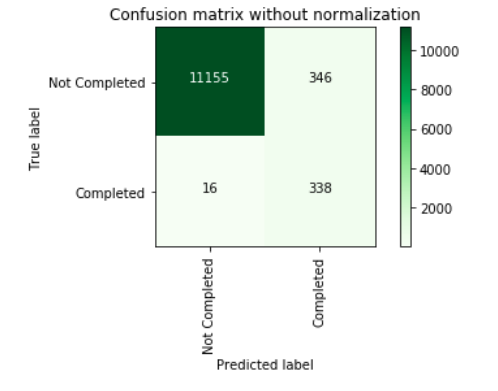 Confusion matrix without normalization
Not Completed
11155
346
Completed
16
338
True label
Not Completed
Completed
Predicted label
10000
8000
6000
4000
2000